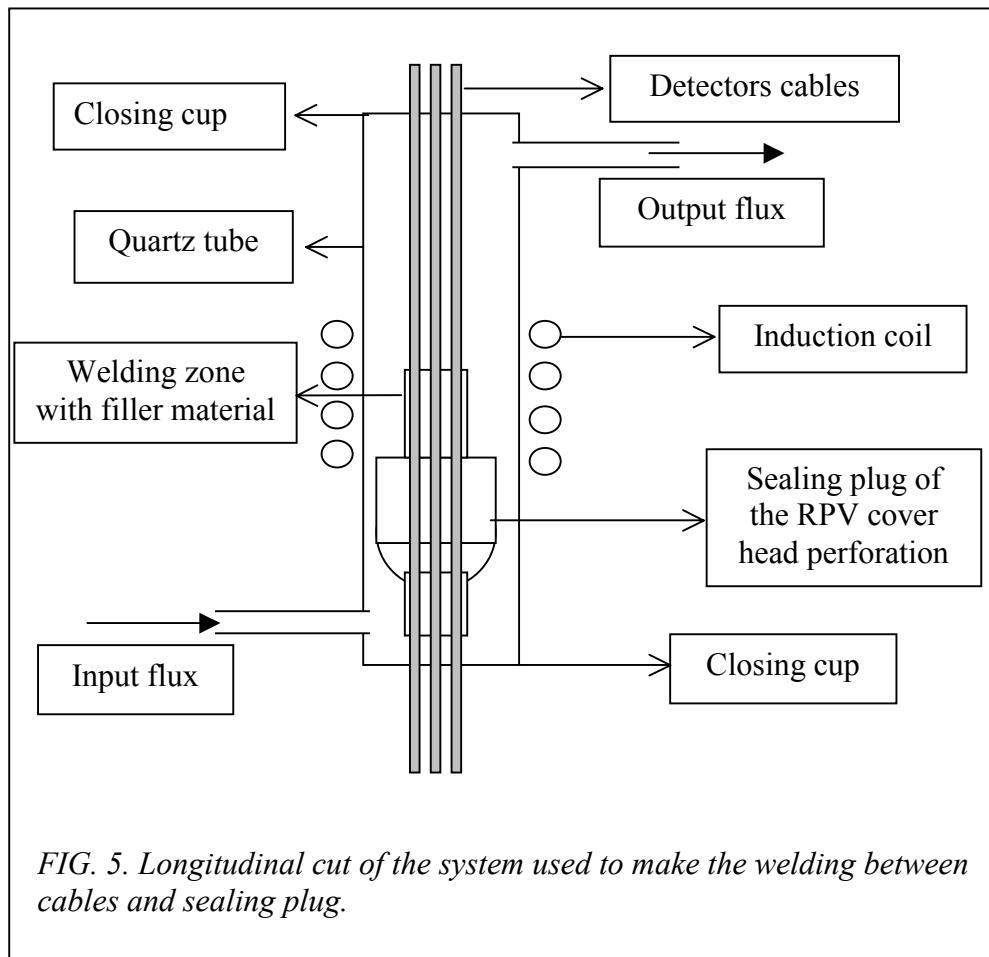 Detectors cables
Closing cup
Output flux
Quartz tube
Induction coil
Welding zone
with filler material
Sealing plug of
the RPV cover
head perforation
Input flux
Closing cup
FIG. 5. Longitudinal cut of the system used to make the welding between
cables and sealing plug.